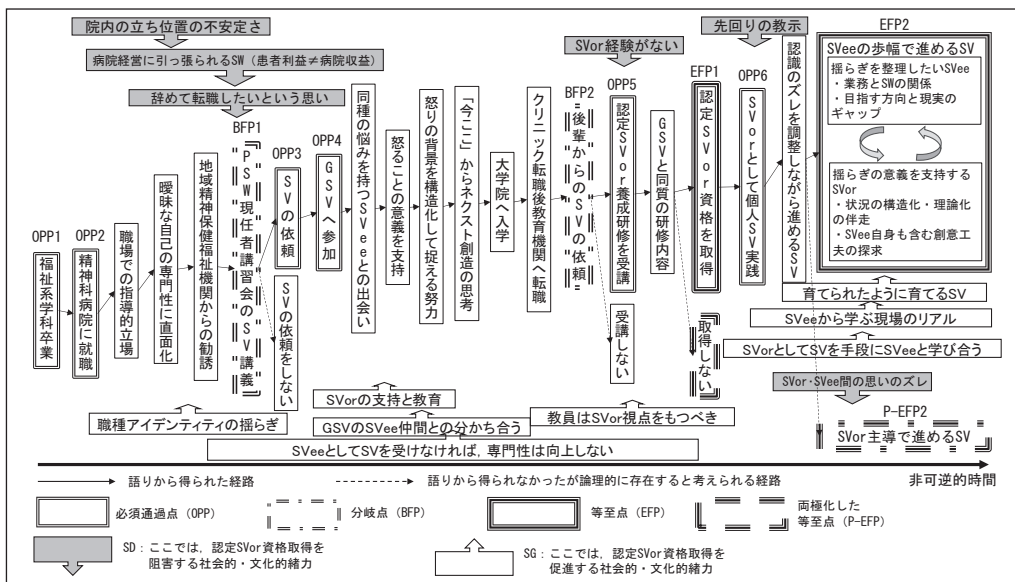 院内の立ち位置の不安定さ
病院経営に引っ張られるSW（患者利益≠病院収益）
辞めて転職したいという思い
SVor経験がない
先回りの教示
OPP1
福祉系学科卒業
OPP2
精神科病院に就職
職場での指導的立場
曖昧な自己の専門性に直面化
地域精神保健福祉機関からの勧誘
BFP1
PSW現任者講習会のSV講義
OPP3
SVの依頼
SVの依頼をしない
OPP4
GSVへ参加
同種の悩みを持つSVeeとの出会い
怒ることの意義を支持
怒りの背景を構造化して捉える努力
「今ここ」からネクスト創造の思考
大学院へ入学
クリニック転職後教育機関へ転職
BFP2
後輩からのSVの依頼
OPP5
認定SVor養成研修を受講
受講しない
GSVと同質の研修内容
EFP1
認定SVor資格を取得
取得しない
OPP6
SVorとして個人SV実践
認識のズレを調整しながら進めるSV
EFP2
SVeeの歩幅で進めるSV
揺らぎを整理したいSVee
・業務とSWの関係
・目指す方向と現実の
ギャップ
揺らぎの意義を支持する
SVor
・状況の構造化・理論化
の伴走
・SVee自身も含む創意工
夫の探求
育てられたように育てるSV
SVeeから学ぶ現場のリアル
SVorとしてSVを手段にSVeeと学び合う
SVor・SVee間の思いのズレ
P-EFP2
SVor主導で進めるSV
職種アイデンティティの揺らぎ
SVorの支持と教育
GSVのSVee仲間との分かち合う
SVeeとしてSVを受けなければ，専門性は向上しない
教員はSVor視点をもつべき
非可逆的時間
語りから得られた経路
語りから得られなかったが論理的に存在すると考えられる経路
必須通過点（OPP）
分岐点（BFP）
等至点（EFP）
両極化した
等至点（P-EFP）
SD：ここでは，認定SVor資格取得を
阻害する社会的・文化的緒力
SG：ここでは，認定SVor資格取得を
促進する社会的・文化的緒力